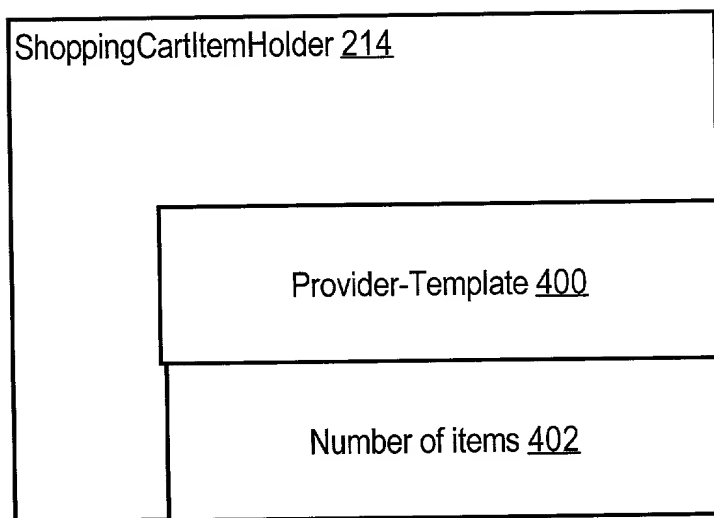 ShoppingCartItemHolder 214
Provider-Template 400
Number of items 402